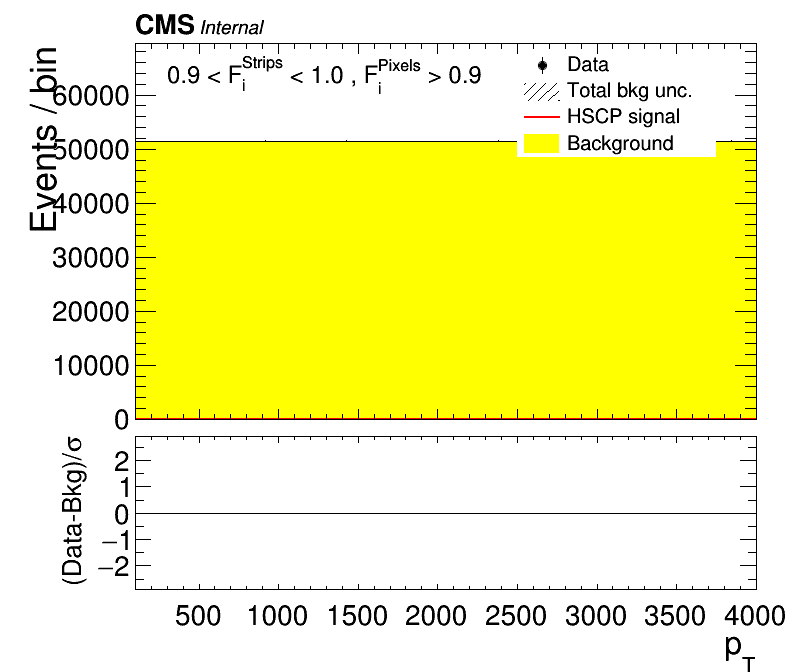 CMS Internal
0.9 < F_i^Strips < 1.0 , F_i^Pixels > 0.9
Data
Total bkg unc.
HSCP signal
Background
Events / bin
60000
50000
40000
30000
20000
10000
0
(Data-Bkg)/σ
2
1
0
−1
−2
500 1000 1500 2000 2500 3000 3500 4000
p_T